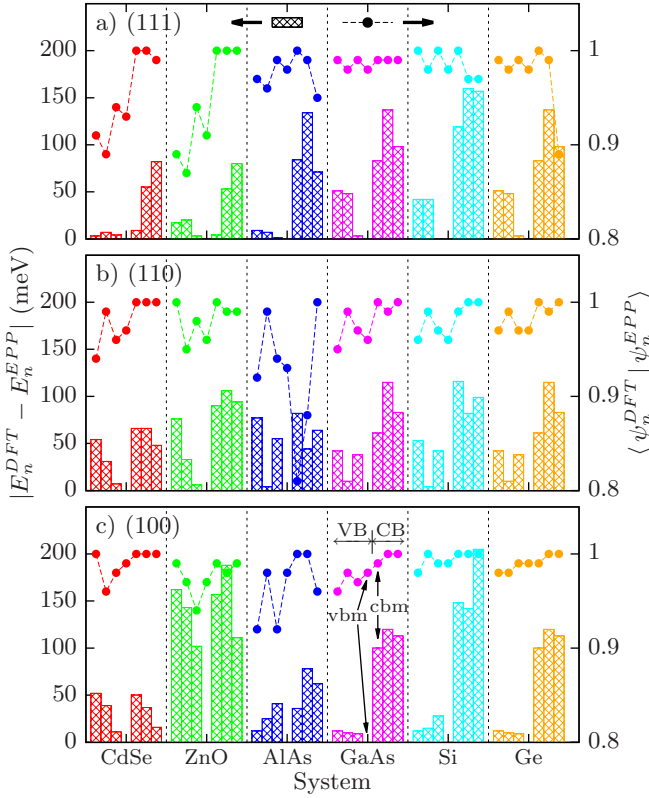 a) (111)
200
150
100
50
0
1
0.9
0.8
b) (110)
200
150
100
50
0
1
0.9
0.8
c) (100)
VB CB
vbm
cbm
200
150
100
50
0
1
0.9
0.8
|E_n^{DFT} − E_n^{EPP}| (meV)
⟨ ψ_n^{DFT} | ψ_n^{EPP} ⟩
CdSe ZnO AlAs GaAs Si Ge
System